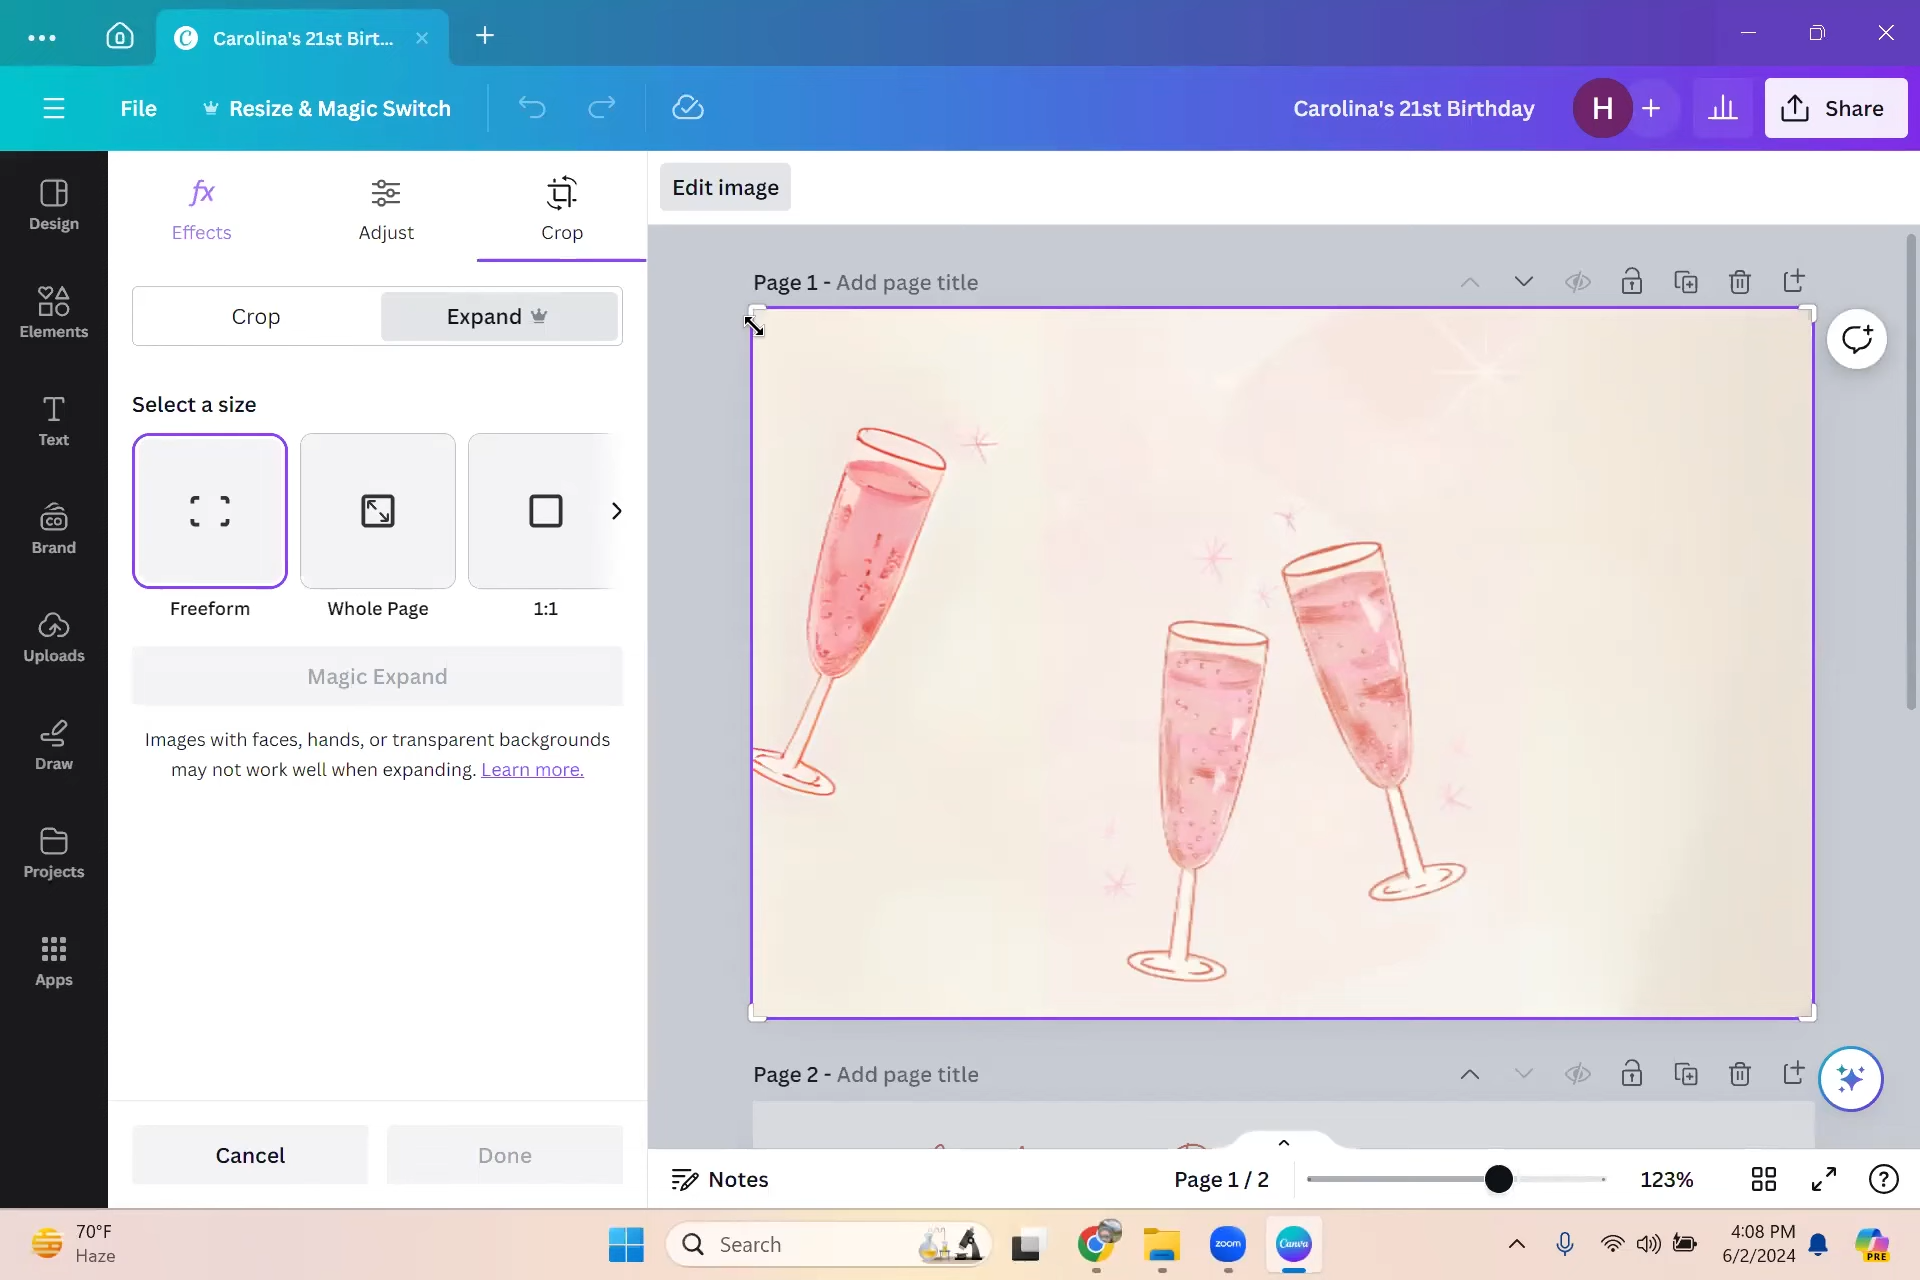 Carolina's 21st Birt...
File
Resize & Magic Switch
Carolina's 21st Birthday
H
Share
Design
Elements
Text
Brand
Uploads
Draw
Projects
Apps
fx
Effects
Adjust
Crop
Crop
Expand
Select a size
Freeform
Whole Page
1:1
Magic Expand
Images with faces, hands, or transparent backgrounds
may not work well when expanding. Learn more.
Cancel
Done
Edit image
Page 1 - Add page title
Page 2 - Add page title
Notes
Page 1 / 2
123%
70°F
Haze
Search
zoom
Canva
4:08 PM
6/2/2024
PRE